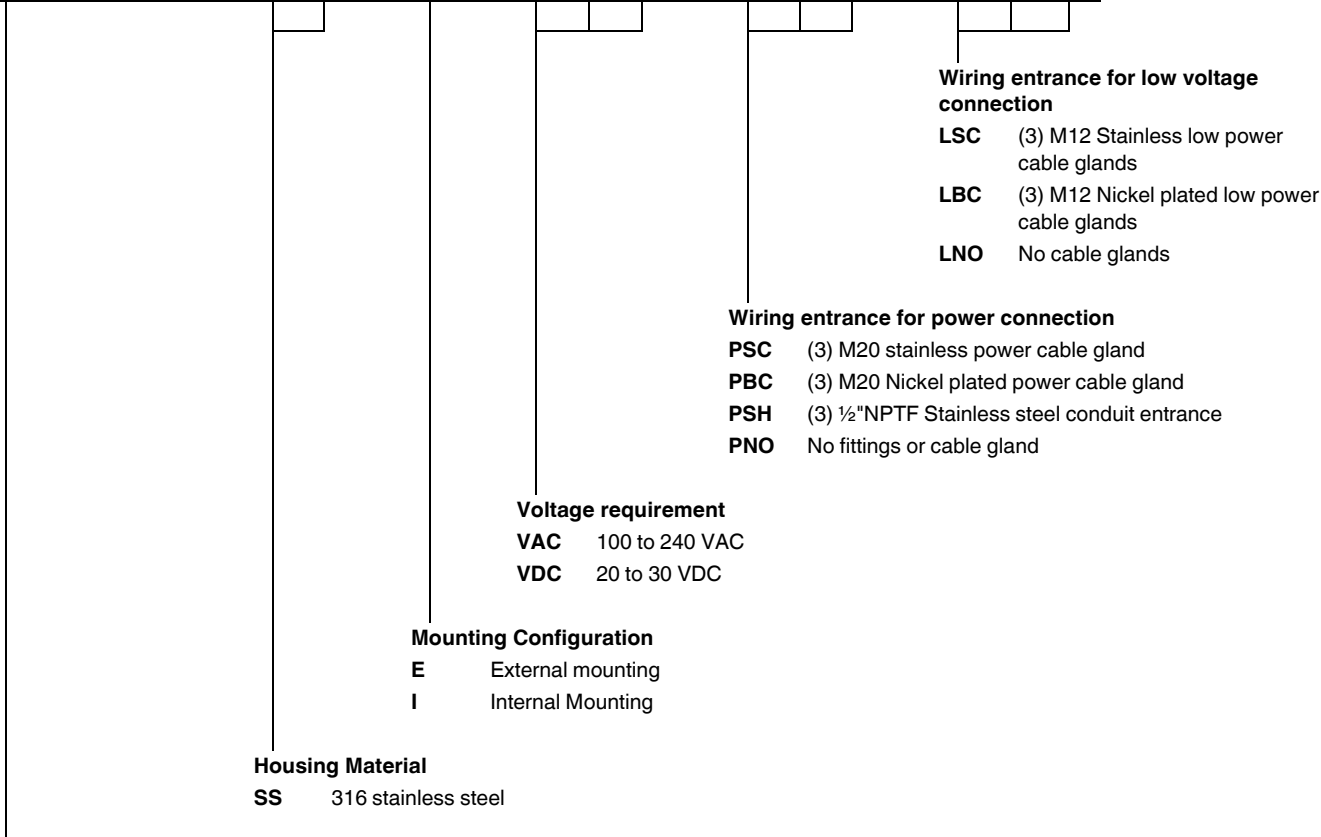 Wiring entrance for low voltage
connection
LSC (3) M12 Stainless low power
cable glands
LBC (3) M12 Nickel plated low power
cable glands
LNO No cable glands
Wiring entrance for power connection
PSC (3) M20 stainless power cable gland
PBC (3) M20 Nickel plated power cable gland
PSH (3) ½"NPTF Stainless steel conduit entrance
PNO No fittings or cable gland
Voltage requirement
VAC 100 to 240 VAC
VDC 20 to 30 VDC
Mounting Configuration
E External mounting
I Internal Mounting
Housing Material
SS 316 stainless steel